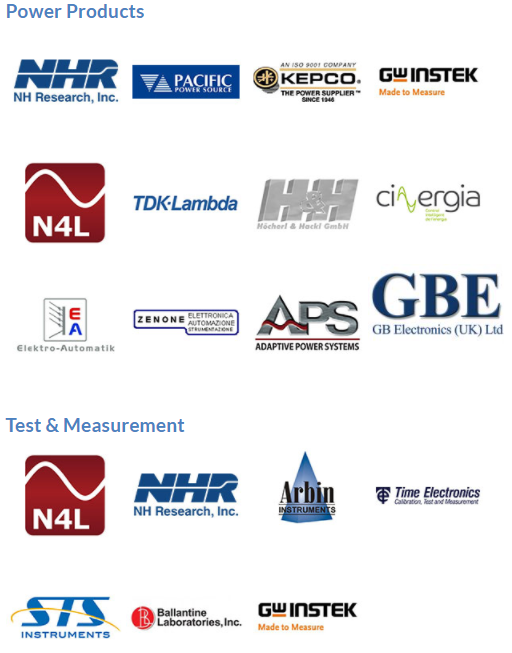 Power Products
NHR
NH Research, Inc.
PACIFIC
POWER SOURCE
AN ISO 9001 COMPANY
KEPCO®
THE POWER SUPPLIER™
SINCE 1946
GW INSTEK
Made to Measure
N4L
TDK·Lambda
H&H
Höcherl & Hackl GmbH
cinergia
EA
Elektro-Automatik
ZENONE
ELETTRONICA
AUTOMAZIONE
STRUMENTAZIONE
APS
ADAPTIVE POWER SYSTEMS
GBE
GB Electronics (UK) Ltd
Test & Measurement
N4L
NHR
NH Research, Inc.
Arbin
INSTRUMENTS
Time Electronics
Calibration, Test and Measurement
STS
INSTRUMENTS
BL
Ballantine
Laboratories, Inc.
GW INSTEK
Made to Measure